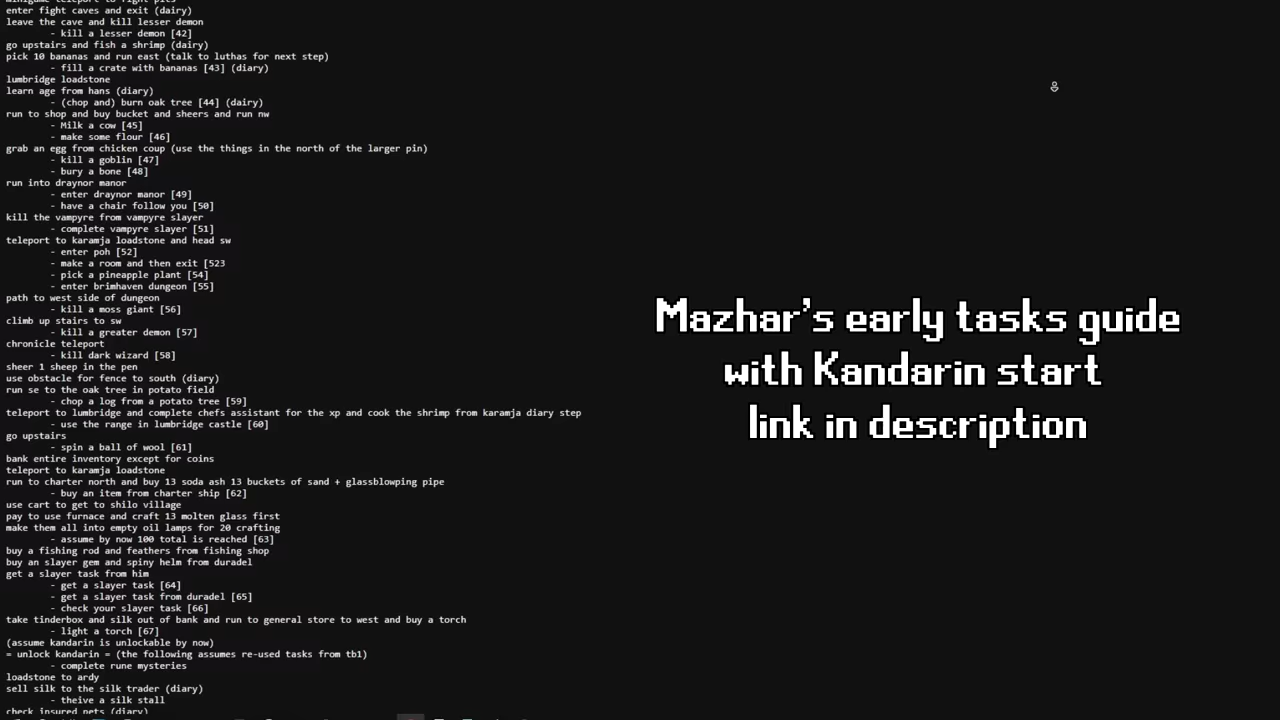 enter fight caves and exit (dairy)
leave the cave and kill lesser demon
- kill a lesser demon [42]
go upstairs and fish a shrimp (dairy)
pick 10 bananas and run east (talk to luthas for next step)
- fill a crate with bananas [43] (diary)
lumbridge loadstone
learn age from hans (diary)
- (chop and) burn oak tree [44] (dairy)
run to shop and buy bucket and sheers and run nw
- Milk a cow [45]
- make some flour [46]
grab an egg from chicken coup (use the things in the north of the larger pin)
- kill a goblin [47]
- bury a bone [48]
run into draynor manor
- enter draynor manor [49]
- have a chair follow you [50]
kill the vampyre from vampyre slayer
- complete vampyre slayer [51]
teleport to karamja loadstone and head sw
- enter poh [52]
- make a room and then exit [523
- pick a pineapple plant [54]
- enter brimhaven dungeon [55]
path to west side of dungeon
- kill a moss giant [56]
climb up stairs to sw
- kill a greater demon [57]
chronicle teleport
- kill dark wizard [58]
sheer 1 sheep in the pen
use obstacle for fence to south (diary)
run se to the oak tree in potato field
- chop a log from a potato tree [59]
teleport to lumbridge and complete chefs assistant for the xp and cook the shrimp from karamja diary step
- use the range in lumbridge castle [60]
go upstairs
- spin a ball of wool [61]
bank entire inventory except for coins
teleport to karamja loadstone
run to charter north and buy 13 soda ash 13 buckets of sand + glassblowping pipe
- buy an item from charter ship [62]
use cart to get to shilo village
pay to use furnace and craft 13 molten glass first
make them all into empty oil lamps for 20 crafting
- assume by now 100 total is reached [63]
buy a fishing rod and feathers from fishing shop
buy an slayer gem and spiny helm from duradel
get a slayer task from him
- get a slayer task [64]
- get a slayer task from duradel [65]
- check your slayer task [66]
take tinderbox and silk out of bank and run to general store to west and buy a torch
- light a torch [67]
(assume kandarin is unlockable by now)
= unlock kandarin = (the following assumes re-used tasks from tb1)
- complete rune mysteries
loadstone to ardy
sell silk to the silk trader (diary)
- theive a silk stall
check insured pets (diary)
Mazhar's early tasks guide
with Kandarin start
link in description